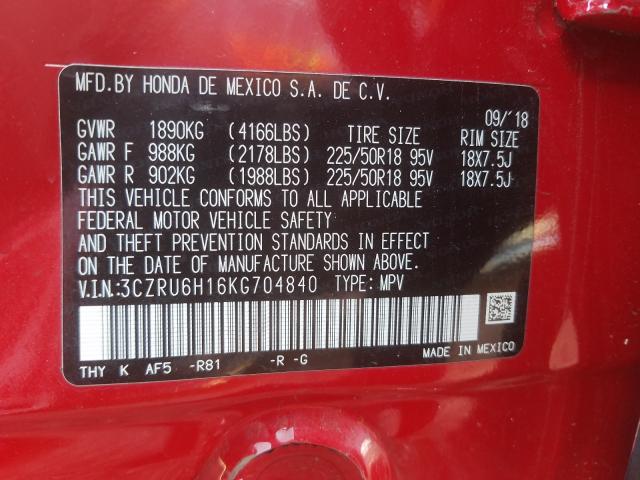 MFD.BY HONDA DE MEXICO S.A. DE C.V.
09/'18
GVWR 1890KG (4166LBS) TIRE SIZE RIM SIZE
GAWR F 988KG (2178LBS) 225/50R18 95V 18X7.5J
GAWR R 902KG (1988LBS) 225/50R18 95V 18X7.5J
THIS VEHICLE CONFORMS TO ALL APPLICABLE
FEDERAL MOTOR VEHICLE SAFETY
AND THEFT PREVENTION STANDARDS IN EFFECT
ON DATE OF MANUFACTURE SHOWN ABOVE.
V.I.N:3CZRU6H16KG704840 TYPE: MPV
THY K AF5 -R81 -R -G MADE IN MEXICO